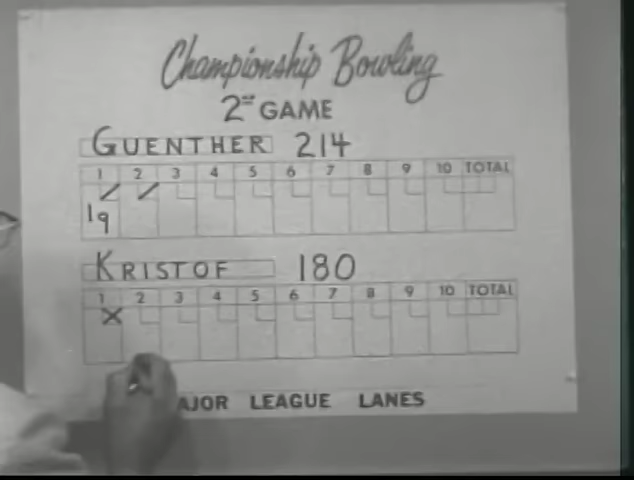 Championship Bowling
2ND GAME
GUENTHER 214
1 2 3 4 5 6 7 8 9 10 TOTAL
/ /
19
KRISTOF 180
1 2 3 4 5 6 7 8 9 10 TOTAL
X
AJOR LEAGUE LANES